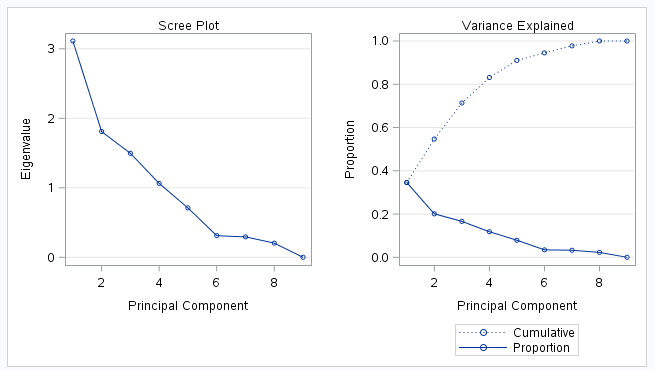 Scree Plot
3
2
1
0
Eigenvalue
2 4 6 8
Principal Component
Variance Explained
1.0
0.8
0.6
0.4
0.2
0.0
Proportion
2 4 6 8
Principal Component
Cumulative
Proportion